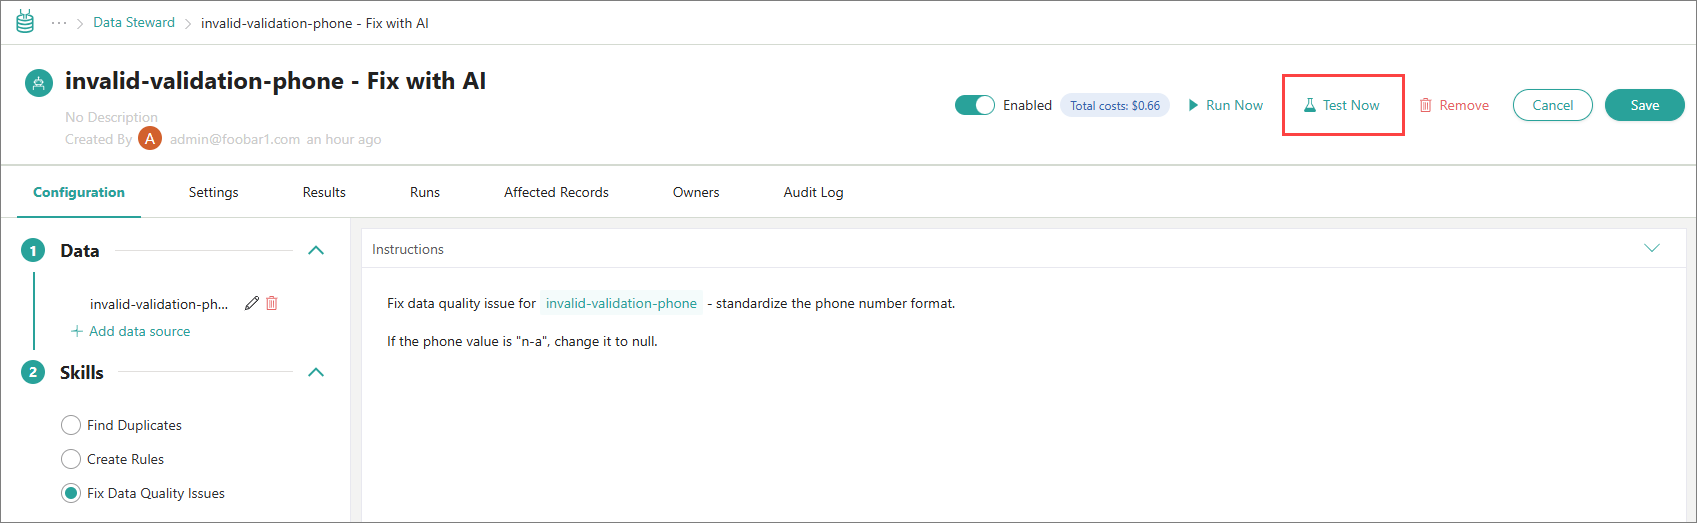 ··· > Data Steward > invalid-validation-phone - Fix with AI
invalid-validation-phone - Fix with AI
No Description
Created By A admin@foobar1.com an hour ago
Enabled Total costs: $0.66 Run Now Test Now Remove Cancel Save
Configuration Settings Results Runs Affected Records Owners Audit Log
1 Data
invalid-validation-ph...
+ Add data source
2 Skills
Find Duplicates
Create Rules
Fix Data Quality Issues
Instructions
Fix data quality issue for invalid-validation-phone - standardize the phone number format.
If the phone value is "n-a", change it to null.